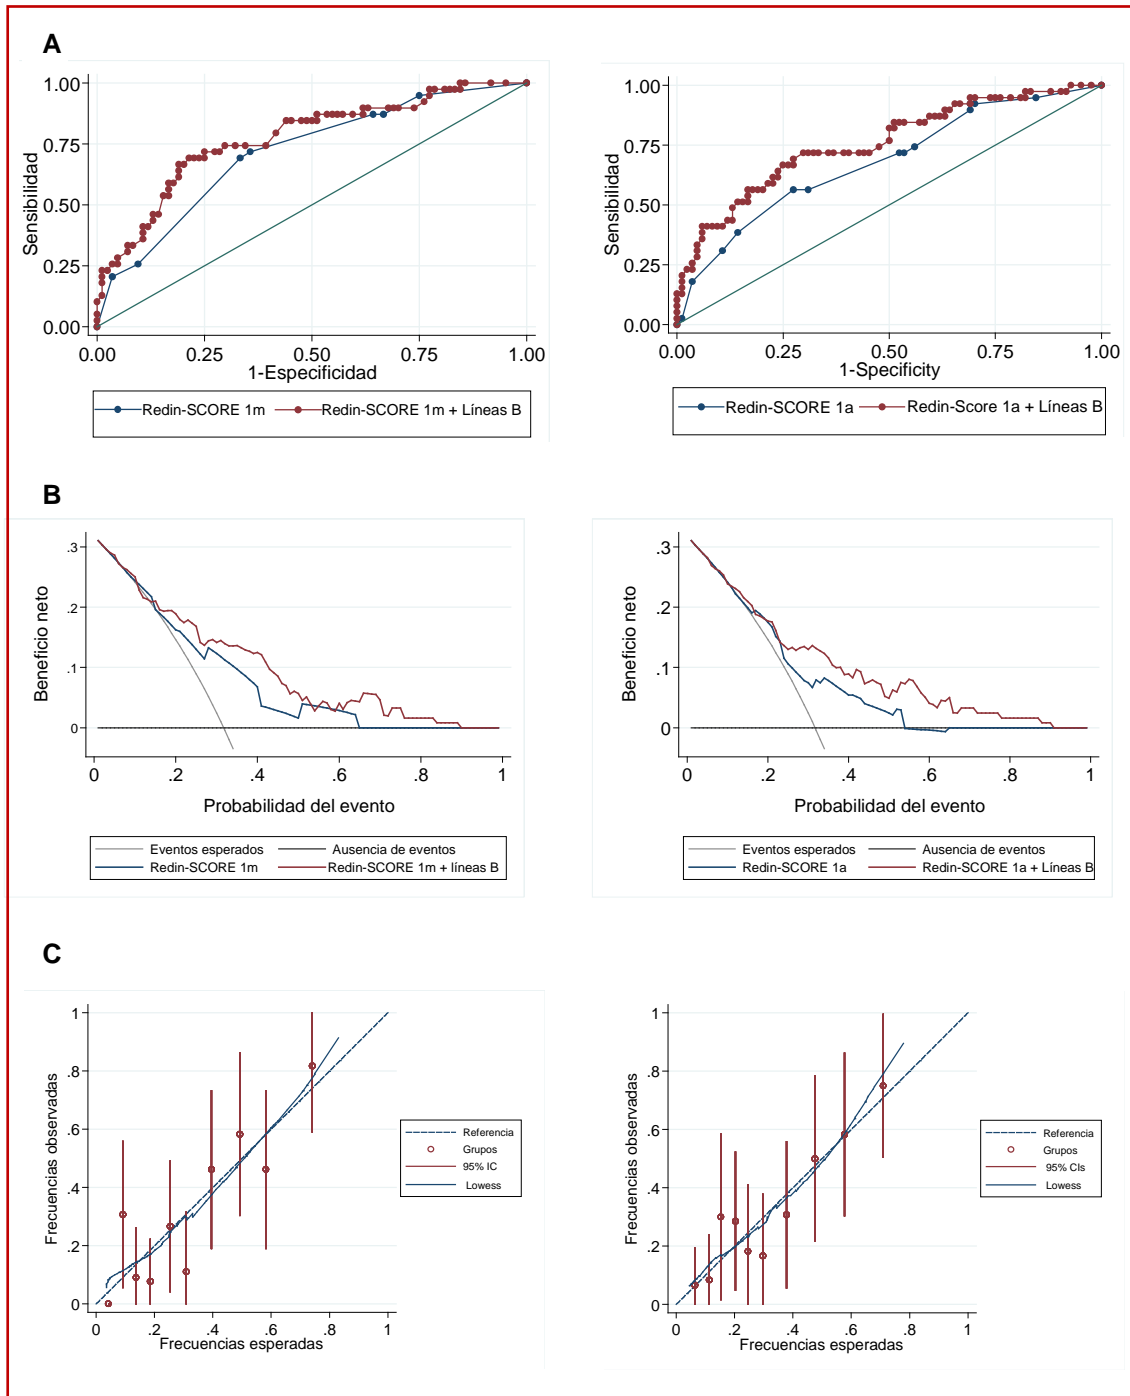 A
1.00
0.75
0.50
0.25
0.00
Sensibilidad
0.00 0.25 0.50 0.75 1.00
1-Especificidad
Redin-SCORE 1m Redin-SCORE 1m + Líneas B
1.00
0.75
0.50
0.25
0.00
Sensibilidad
0.00 0.25 0.50 0.75 1.00
1-Specificity
Redin-SCORE 1a Redin-Score 1a + Líneas B
B
.3
.2
.1
0
Beneficio neto
0 .2 .4 .6 .8 1
Probabilidad del evento
Eventos esperados Ausencia de eventos
Redin-SCORE 1m Redin-SCORE 1m + líneas B
.3
.2
.1
0
Beneficio neto
0 .2 .4 .6 .8 1
Probabilidad del evento
Eventos esperados Ausencia de eventos
Redin-SCORE 1a Redin-SCORE 1a + Líneas B
C
1
.8
.6
.4
.2
0
Frecuencias observadas
0 .2 .4 .6 .8 1
Frecuencias esperadas
Referencia
Grupos
95% IC
Lowess
1
.8
.6
.4
.2
0
Frecuencias observadas
0 .2 .4 .6 .8 1
Frecuencias esperadas
Referencia
Grupos
95% CIs
Lowess